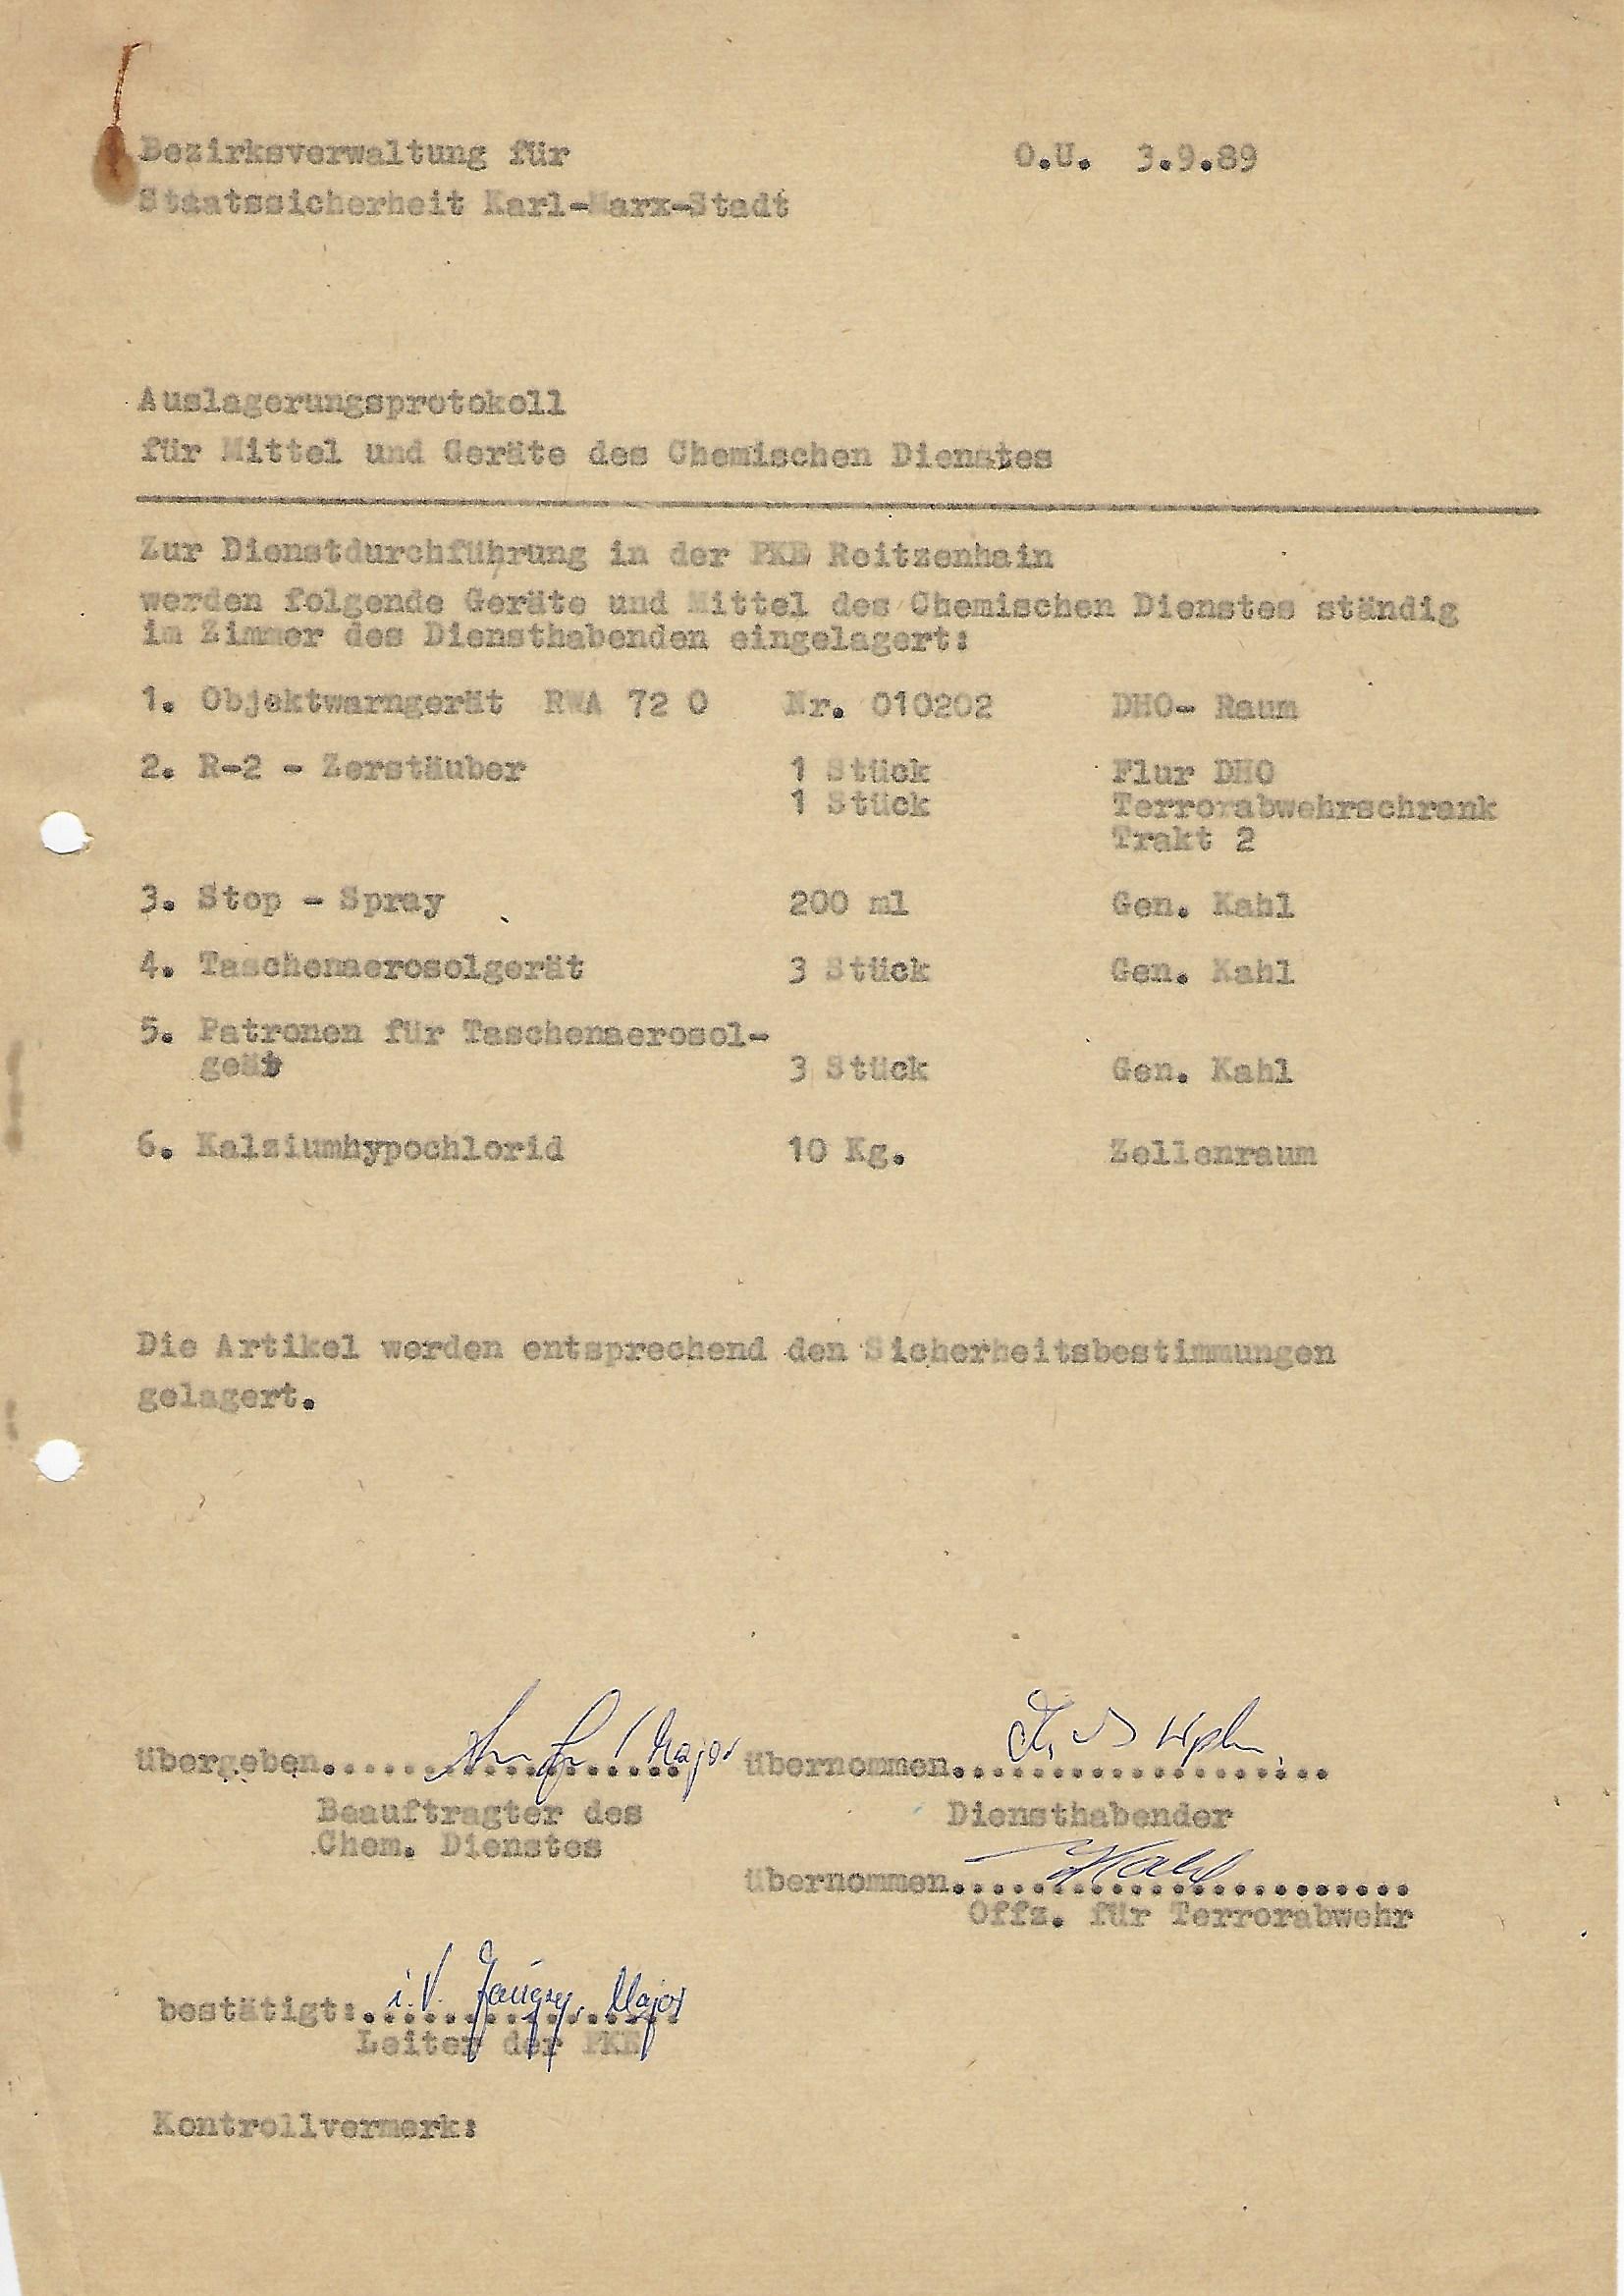 Bezirksverwaltung für O.U. 3.9.89
Staatssicherheit Karl-Marx-Stadt
Auslagerungsprotokoll
für Mittel und Geräte des Chemischen Dienstes
Zur Dienstdurchführung in der PKE Reitzenhain
werden folgende Geräte und Mittel des Chemischen Dienstes ständig
im Zimmer des Diensthabenden eingelagert:
1. Objektwarngerät RWA 72 O Nr. 010202 DHO- Raum
2. R-2 - Zerstäuber 1 Stück Flur DHO
1 Stück Terrorabwehrschrank
Trakt 2
3. Stop - Spray 200 ml Gen. Kahl
4. Taschenaerosolgerät 3 Stück Gen. Kahl
5. Patronen für Taschenaerosol-
geät 3 Stück Gen. Kahl
6. Kalziumhypochlorid 10 Kg. Zellenraum
Die Artikel werden entsprechend den Sicherheitsbestimmungen
gelagert.
übergeben.................. / Major übernommen...................
Beauftragter des Diensthabender
Chem. Dienstes
übernommen....Kahl...................
Offz. für Terrorabwehr
bestätigt:. i.V. Major
Leiter der PKE
Kontrollvermerk: